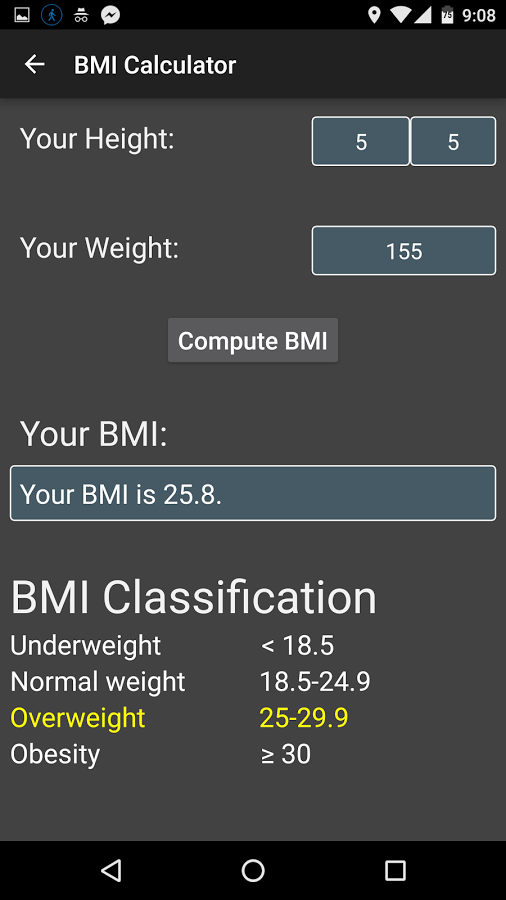 75 9:08
BMI Calculator
Your Height: 5 5
Your Weight: 155
Compute BMI
Your BMI:
Your BMI is 25.8.
BMI Classification
Underweight < 18.5
Normal weight 18.5-24.9
Overweight 25-29.9
Obesity ≥ 30